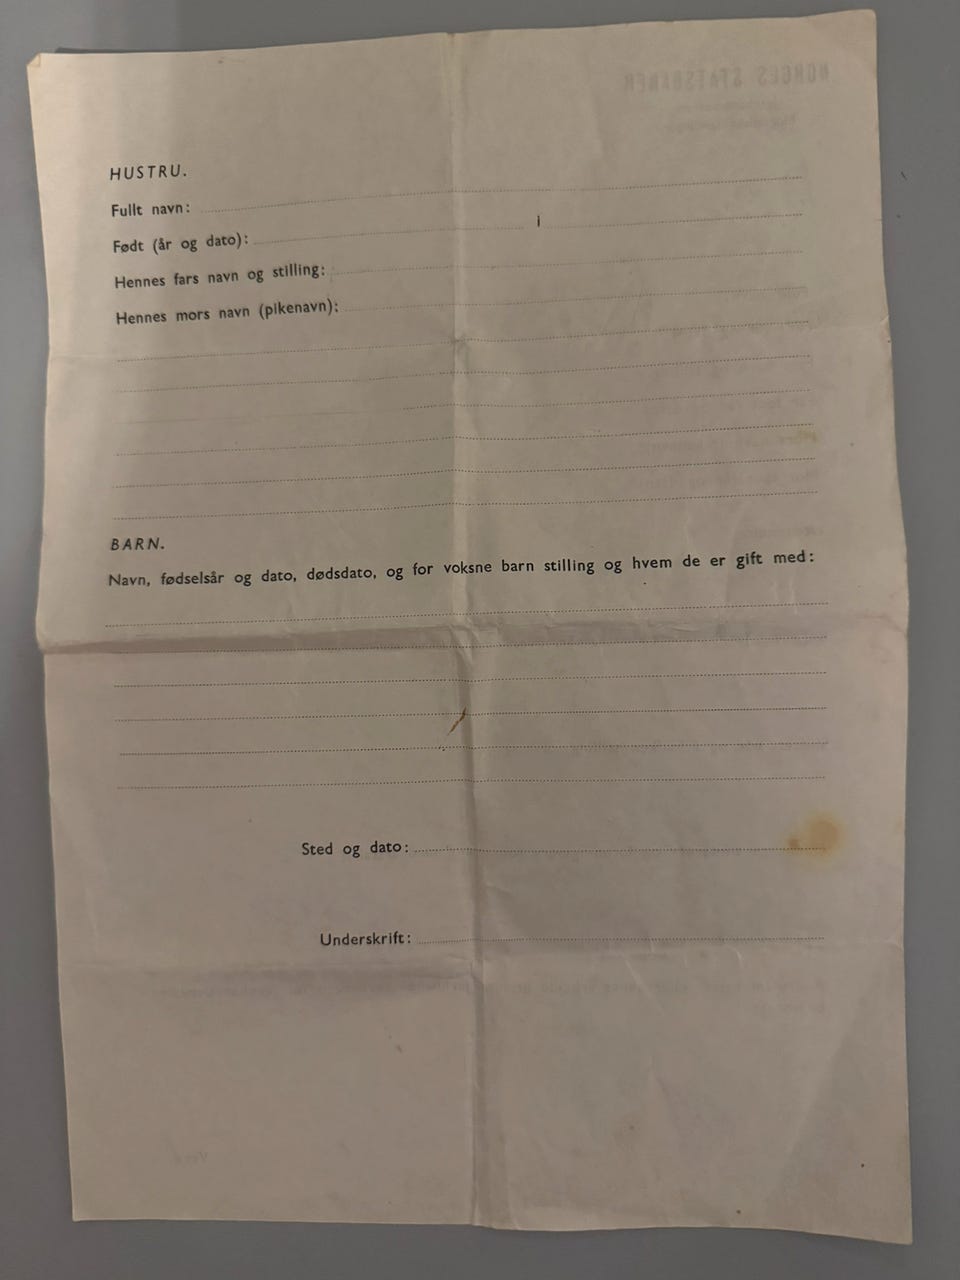 HUSTRU.
Fullt navn:
Født (år og dato): i
Hennes fars navn og stilling:
Hennes mors navn (pikenavn):
BARN.
Navn, fødselsår og dato, dødsdato, og for voksne barn stilling og hvem de er gift med:
Sted og dato:
Underskrift: